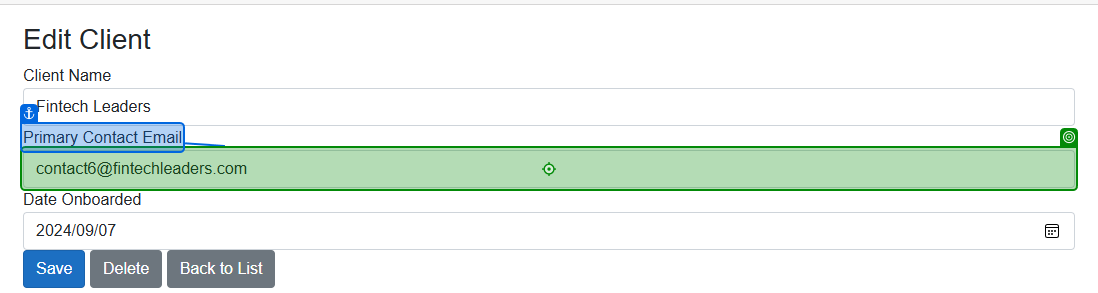 Edit Client
Client Name
Fintech Leaders
Primary Contact Email
contact6@fintechleaders.com
Date Onboarded
2024/09/07
Save Delete Back to List